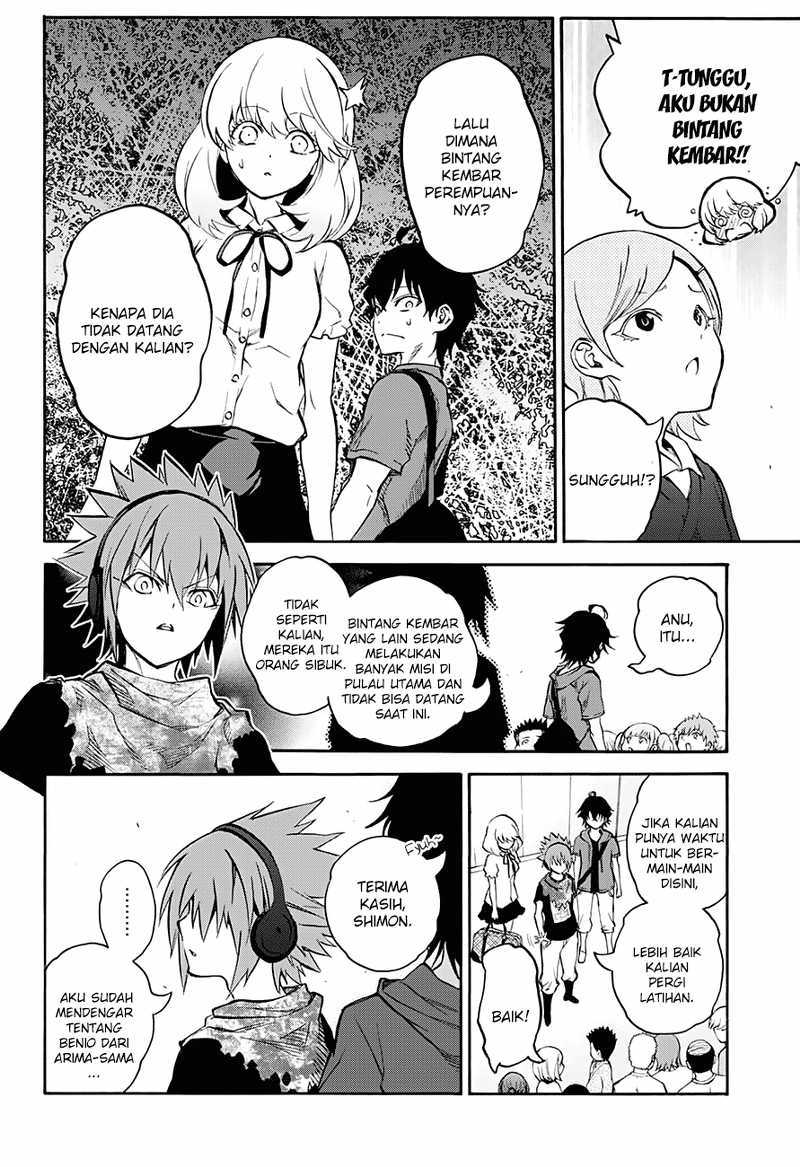 T-TUNGGU,
AKU BUKAN
BINTANG
KEMBAR!!
SUNGGUH!?
LALU
DIMANA
BINTANG
KEMBAR
PEREMPUAN-
NYA?
KENAPA DIA
TIDAK DATANG
DENGAN KALIAN?
ANU,
ITU...
BINTANG KEMBAR
YANG LAIN SEDANG
MELAKUKAN
BANYAK MISI DI
PULAU UTAMA DAN
TIDAK BISA DATANG
SAAT INI.
TIDAK
SEPERTI
KALIAN,
MEREKA ITU
ORANG SIBUK.
JIKA KALIAN
PUNYA WAKTU
UNTUK BER-
MAIN-MAIN
DISINI,
LEBIH BAIK
KALIAN
PERGI
LATIHAN.
BAIK!
Fyuh~
TERIMA
KASIH,
SHIMON.
.........
AKU SUDAH
MENDENGAR
TENTANG
BENIO DARI
ARIMA-SAMA
...